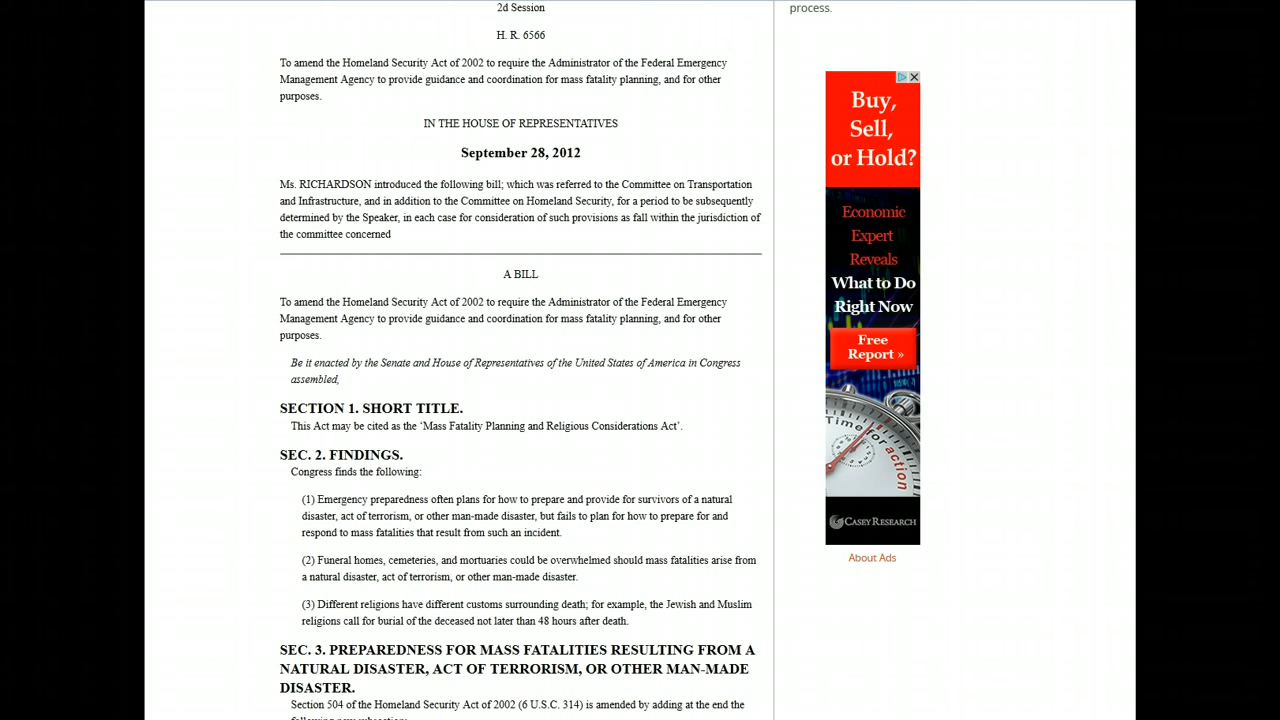 2d Session
process.
H. R. 6566
To amend the Homeland Security Act of 2002 to require the Administrator of the Federal Emergency
Management Agency to provide guidance and coordination for mass fatality planning, and for other
purposes.
IN THE HOUSE OF REPRESENTATIVES
September 28, 2012
Ms. RICHARDSON introduced the following bill; which was referred to the Committee on Transportation
and Infrastructure, and in addition to the Committee on Homeland Security, for a period to be subsequently
determined by the Speaker, in each case for consideration of such provisions as fall within the jurisdiction of
the committee concerned
A BILL
To amend the Homeland Security Act of 2002 to require the Administrator of the Federal Emergency
Management Agency to provide guidance and coordination for mass fatality planning, and for other
purposes.
Be it enacted by the Senate and House of Representatives of the United States of America in Congress
assembled,
SECTION 1. SHORT TITLE.
This Act may be cited as the ‘Mass Fatality Planning and Religious Considerations Act’.
SEC. 2. FINDINGS.
Congress finds the following:
(1) Emergency preparedness often plans for how to prepare and provide for survivors of a natural
disaster, act of terrorism, or other man-made disaster, but fails to plan for how to prepare for and
respond to mass fatalities that result from such an incident.
(2) Funeral homes, cemeteries, and mortuaries could be overwhelmed should mass fatalities arise from
a natural disaster, act of terrorism, or other man-made disaster.
(3) Different religions have different customs surrounding death; for example, the Jewish and Muslim
religions call for burial of the deceased not later than 48 hours after death.
SEC. 3. PREPAREDNESS FOR MASS FATALITIES RESULTING FROM A
NATURAL DISASTER, ACT OF TERRORISM, OR OTHER MAN-MADE
DISASTER.
Section 504 of the Homeland Security Act of 2002 (6 U.S.C. 314) is amended by adding at the end the
Buy,
Sell,
or Hold?
Economic
Expert
Reveals
What to Do
Right Now
Free
Report »
Time for
action
CASEY RESEARCH
About Ads